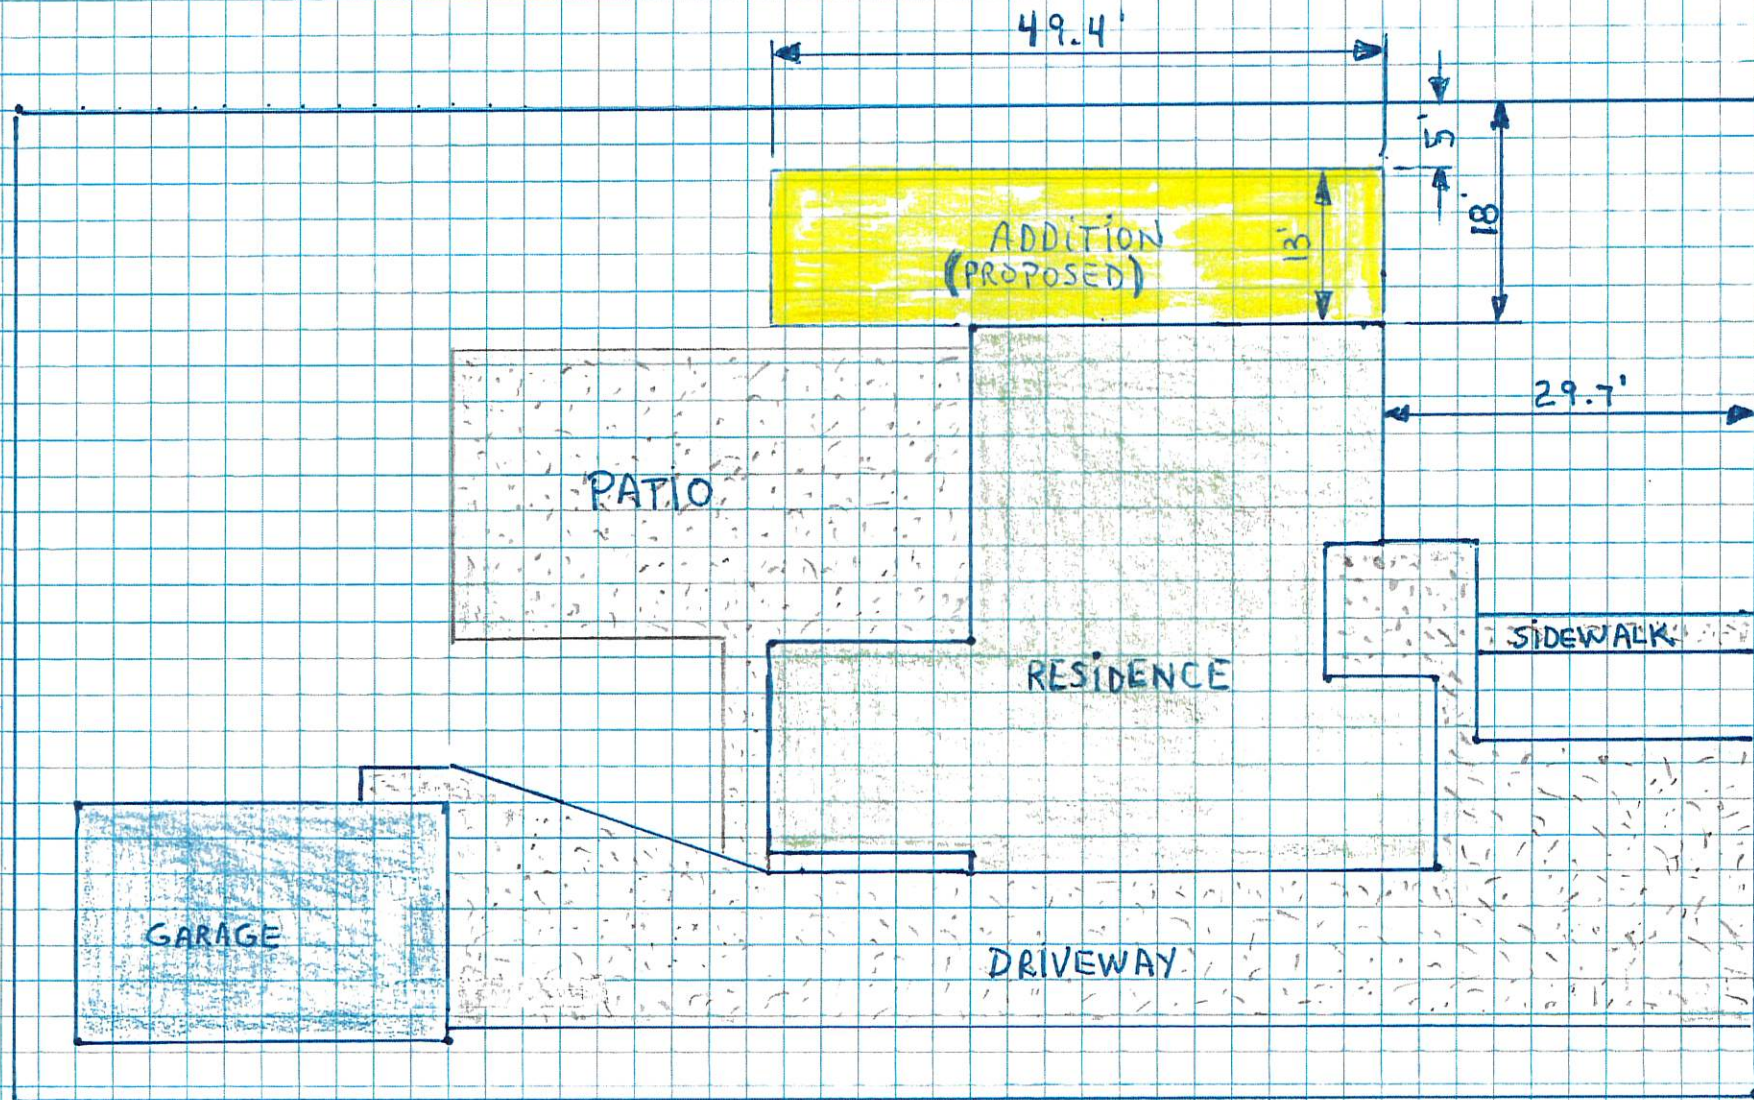 49.4'
5'
18'
ADDITION
(PROPOSED)
13'
29.7'
PATIO
SIDEWALK
RESIDENCE
GARAGE
DRIVEWAY